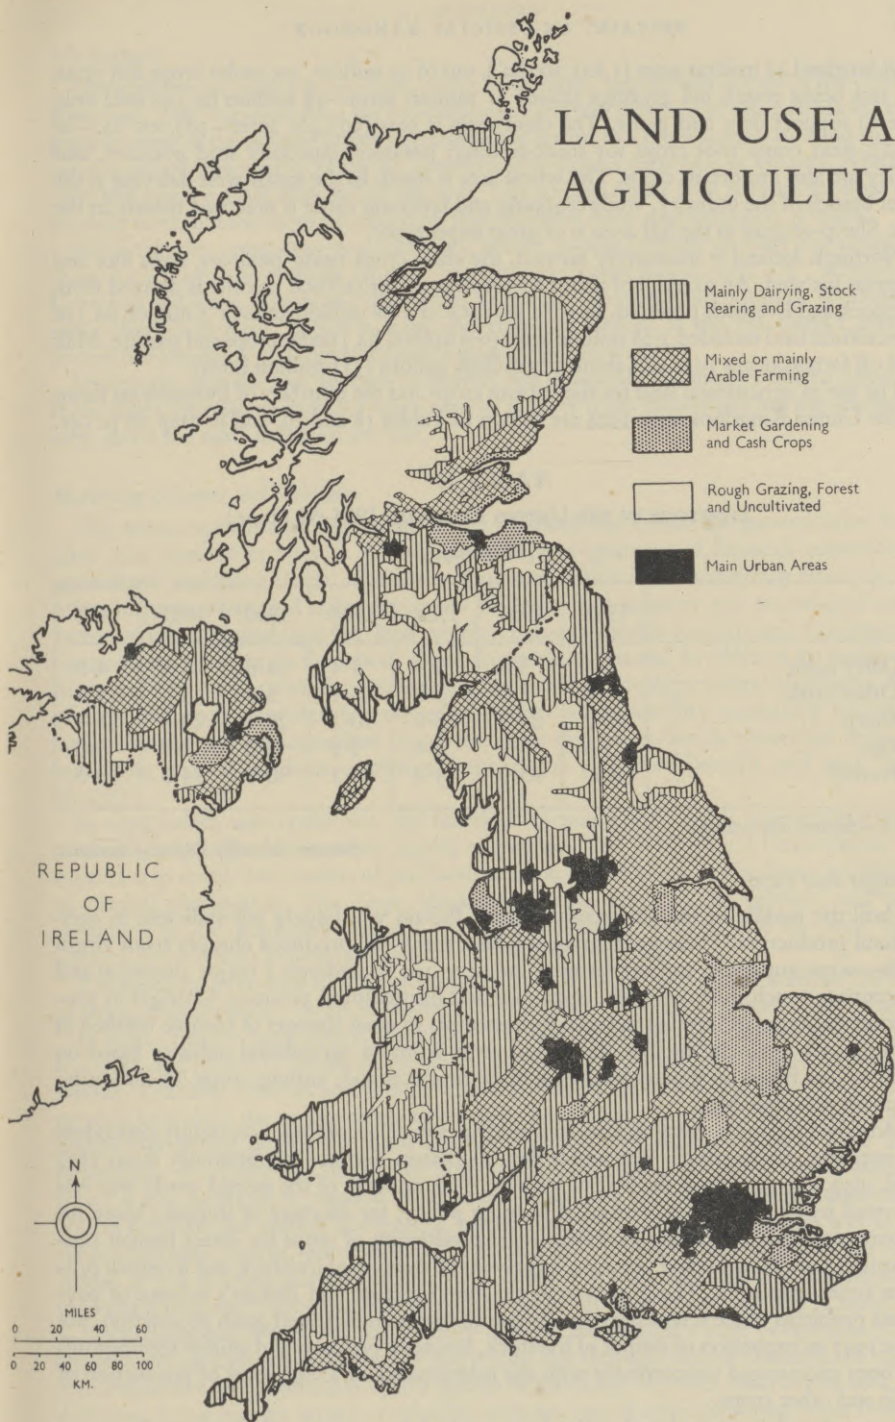 LAND USE A
AGRICULTU
Mainly Dairying, Stock
Rearing and Grazing
Mixed or mainly
Arable Farming
Market Gardening
and Cash Crops
Rough Grazing, Forest
and Uncultivated
Main Urban Areas
REPUBLIC
OF
IRELAND
N
MILES
0 20 40 60
0 20 40 60 80 100
KM.